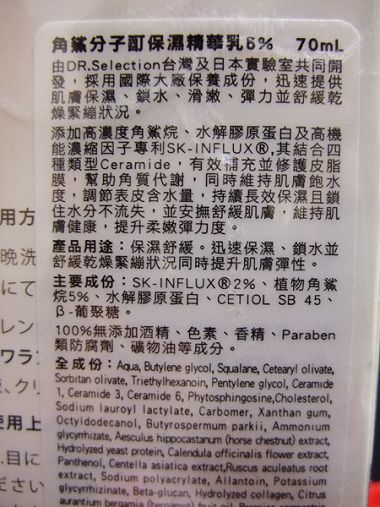 角鯊分子酊保濕精華乳5% 70mL
由DR.Selection台灣及日本實驗室共同開
發，採用國際大廠保養成份，迅速提供
肌膚保濕、鎖水、滑嫩、彈力並舒緩乾
燥緊繃狀況。
添加高濃度角鯊烷、水解膠原蛋白及高機
能濃縮因子專利SK-INFLUX®,其結合四
種類型Ceramide，有效補充並修護皮脂
膜，幫助角質代謝，同時維持肌膚飽水
度，調節表皮含水量，持續長效保濕且鎖
住水分不流失，並安撫舒緩肌膚，維持肌
膚健康，提升柔嫩彈力度。
產品用途：保濕舒緩。迅速保濕、鎖水並
舒緩乾燥緊繃狀況同時提升肌膚彈性。
主要成份：SK-INFLUX®2%、植物角鯊
烷5%、水解膠原蛋白、CETIOL SB 45、
β-葡聚糖。
100%無添加酒精、色素、香精、Paraben
類防腐劑、礦物油等成分。
全成份：Aqua, Butylene glycol, Squalane, Cetearyl olivate,
Sorbitan olivate, Triethylhexanoin, Pentylene glycol, Ceramide
1, Ceramide 3, Ceramide 6, Phytosphingosine,Cholesterol,
Sodium lauroyl lactylate, Carbomer, Xanthan gum,
Octyldodecanol, Butyrospermum parkii, Ammonium
glycyrrhizate, Aesculus hippocastanum (horse chestnut) extract,
Hydrolyzed yeast protein, Calendula officinalis flower extract,
Panthenol, Centella asiatica extract,Ruscus aculeatus root
extract, Sodium polyacrylate, Allantoin, Potassium
glycyrrhizinate, Beta-glucan, Hydrolyzed collagen, Citrus
aurantium bergamia (bergamot) fruit oil,
用方
晩洗
にて
レン
ワラ
、クリ
使用上
.目に
ださい